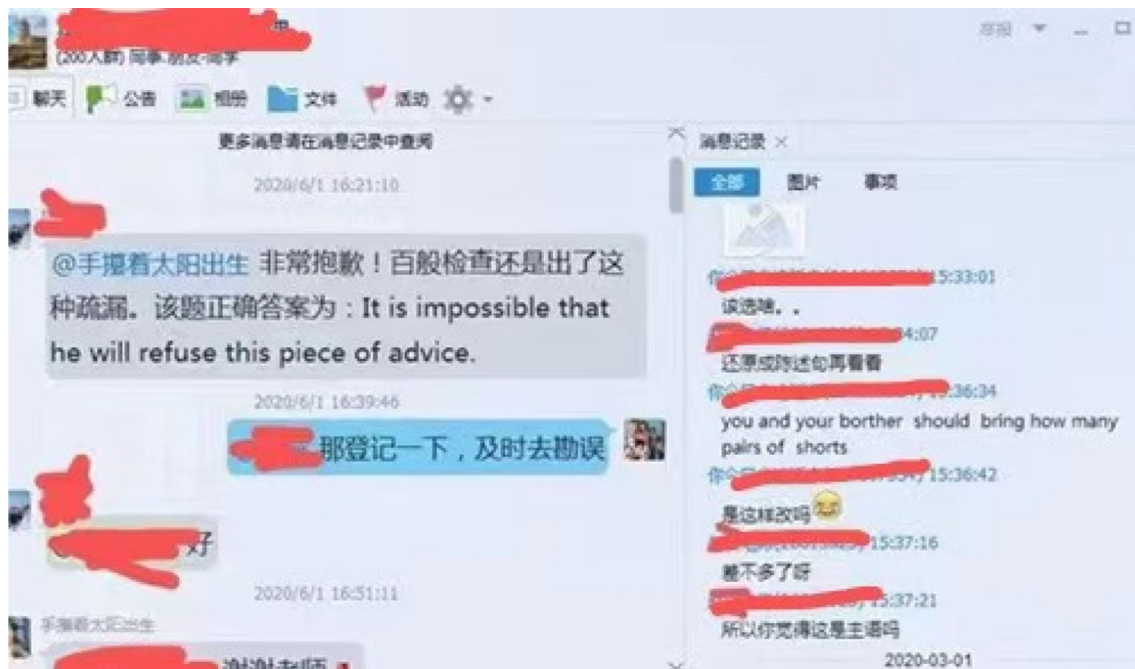 (200人群) 同事.朋友-同学
聊天 公告 相册 文件 活动
更多消息请在消息记录中查阅
2020/6/1 16:21:10
@手撮着太阳出生 非常抱歉！百般检查还是出了这
种疏漏。该题正确答案为：It is impossible that
he will refuse this piece of advice.
2020/6/1 16:39:46
那登记一下，及时去勘误
好
2020/6/1 16:51:11
手撮着太阳出生
谢谢老师
举报
消息记录
全部 图片 事项
15:33:01
该选啥。。
4:07
还原成陈述句再看看
:36:34
you and your borther should bring how many
pairs of shorts
15:36:42
是这样改吗
15:37:16
差不多了呀
15:37:21
所以你觉得这是主语吗
2020-03-01